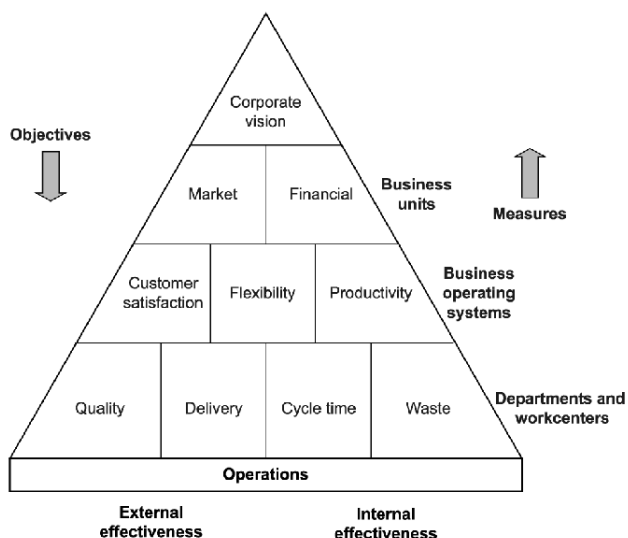 Corporate
vision
Objectives
Market
Financial
Business
units
Measures
Customer
satisfaction
Flexibility
Productivity
Business
operating
systems
Quality
Delivery
Cycle time
Waste
Departments and
workcenters
Operations
External
effectiveness
Internal
effectiveness